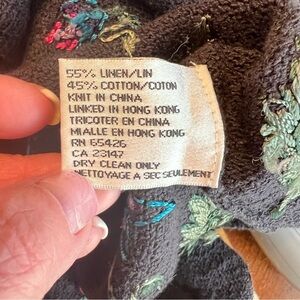 55% LINEN/LIN
45% COTTON/COTON
KNIT IN CHINA
LINKED IN HONG KONG
TRICOTER EN CHINA
MIALLE EN HONG KONG
RN 65426
CA 23147
DRY CLEAN ONLY
NETTOYAGE A SEC SEULEMENT